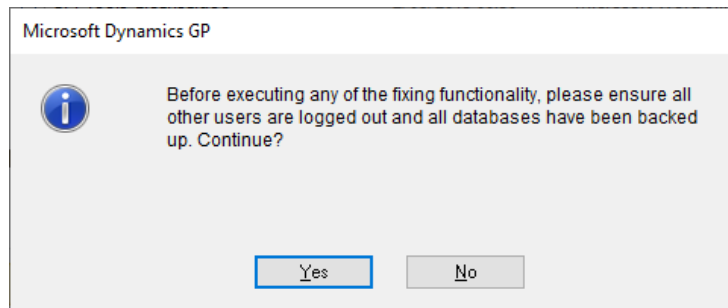 Microsoft Dynamics GP
Before executing any of the fixing functionality, please ensure all
other users are logged out and all databases have been backed
up. Continue?
Yes
No